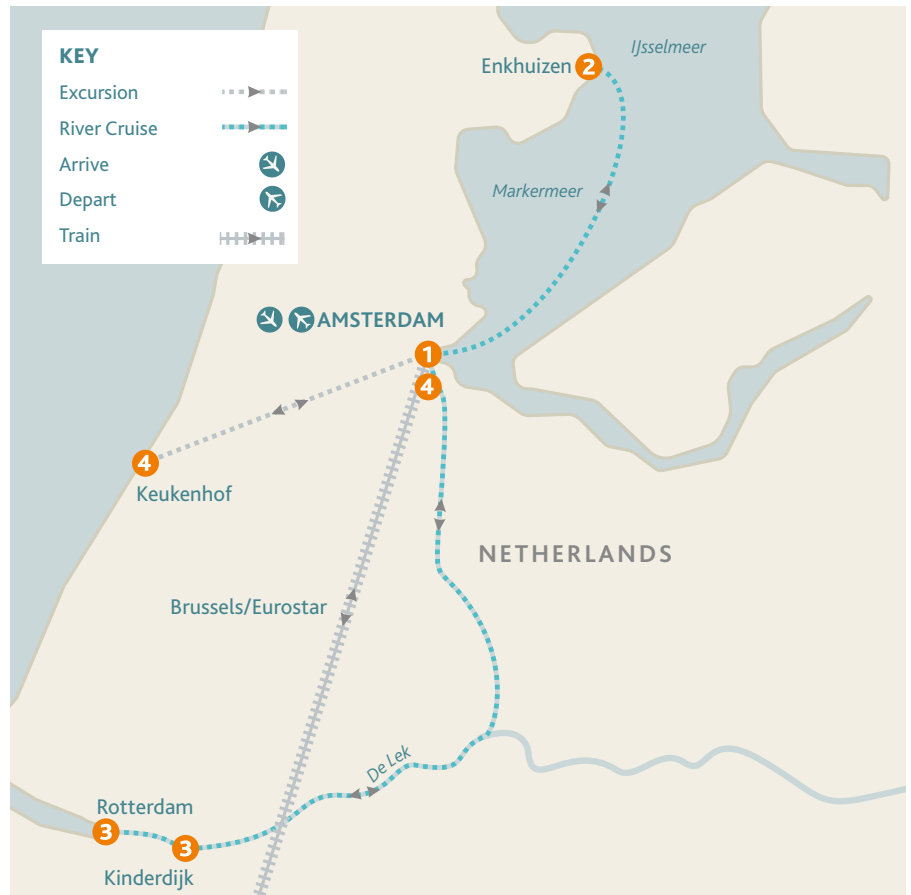 KEY
Excursion
River Cruise
Arrive
Depart
Train
IJsselmeer
Enkhuizen 2
Markermeer
AMSTERDAM
1
4
4
Keukenhof
NETHERLANDS
Brussels/Eurostar
De Lek
Rotterdam
3
3
Kinderdijk